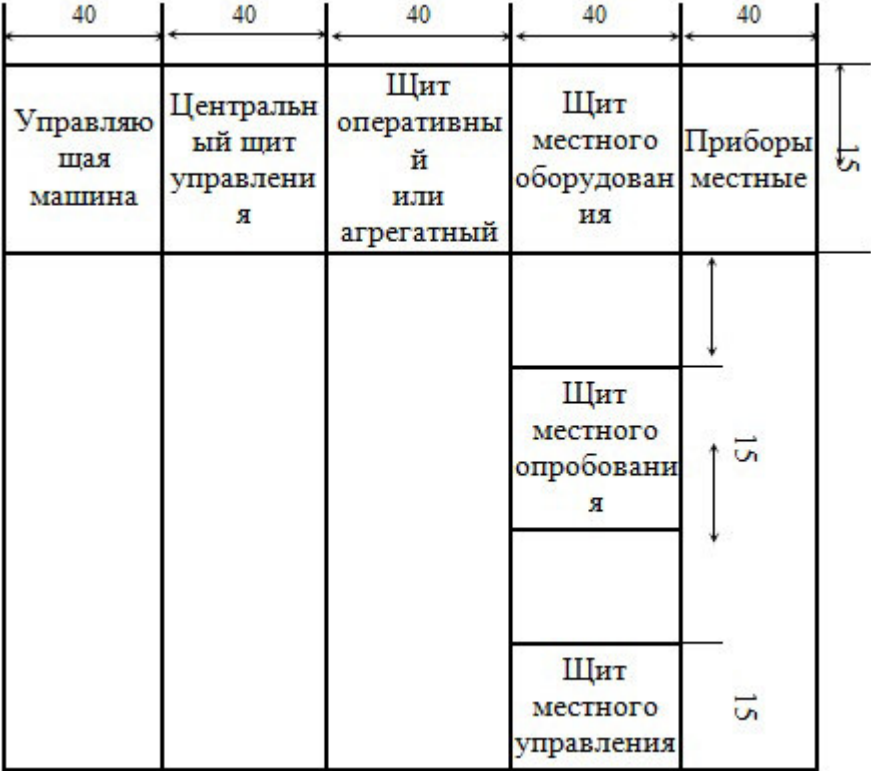 40 40 40 40 40
Управляю
щая
машина
Центральн
ый щит
управлени
я
Щит
оперативны
й
или
агрегатный
Щит
местного
оборудован
ия
Приборы
местные
15
Щит
местного
опробовани
я
15
Щит
местного
управления
15